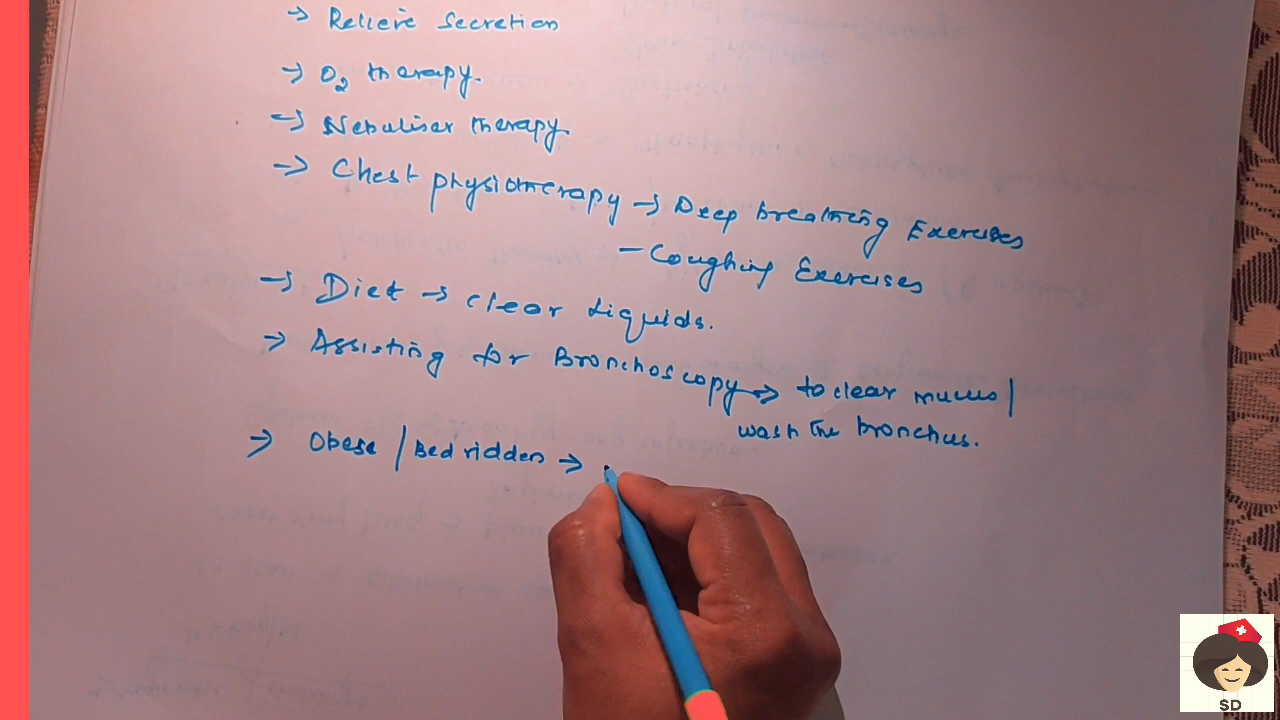 → Relieve Secretion
→ O₂ therapy.
→ Nebuliser therapy.
→ Chest physiotherapy → Deep breathing Exercises
— Coughing Exercises
→ Diet → clear liquids.
→ Assisting for Bronchoscopy → to clear mucus /
wash the bronchus.
→ Obese / Bed ridden →
SD